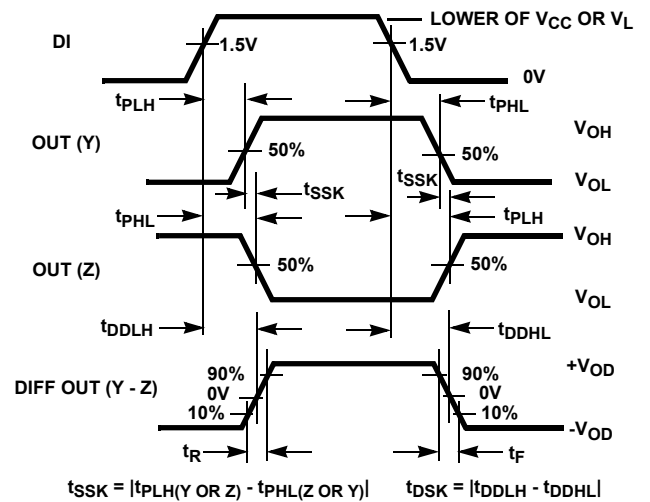 LOWER OF VCC OR VL
DI
1.5V
1.5V
0V
tPLH
tPHL
OUT (Y)
VOH
50%
50%
tSSK
tSSK
VOL
tPHL
tPLH
VOH
OUT (Z)
50%
50%
VOL
tDDLH
tDDHL
+VOD
90%
90%
DIFF OUT (Y - Z)
0V
0V
10%
10%
-VOD
tR
tF
tSSK = |tPLH(Y OR Z) - tPHL(Z OR Y)|
tDSK = |tDDLH - tDDHL|